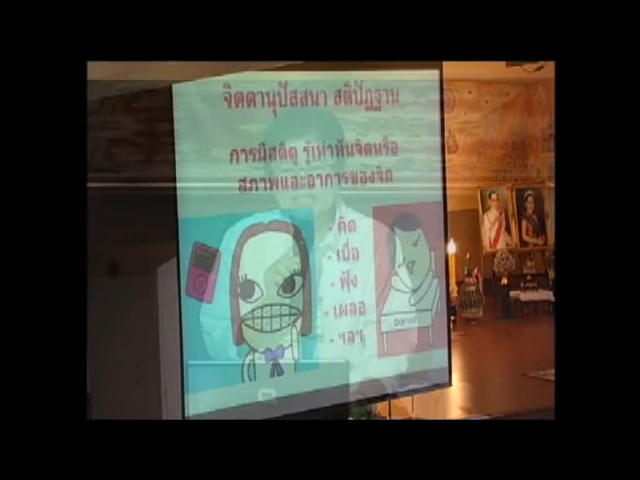 จิตตานุปัสสนา สติปัฏฐาน
การมีสติดู รู้เท่าทันจิตหรือ
สภาพและอาการของจิต
- คิด
- เบื่อ
- ฟุ้ง
- เผลอ
- ฯลฯ